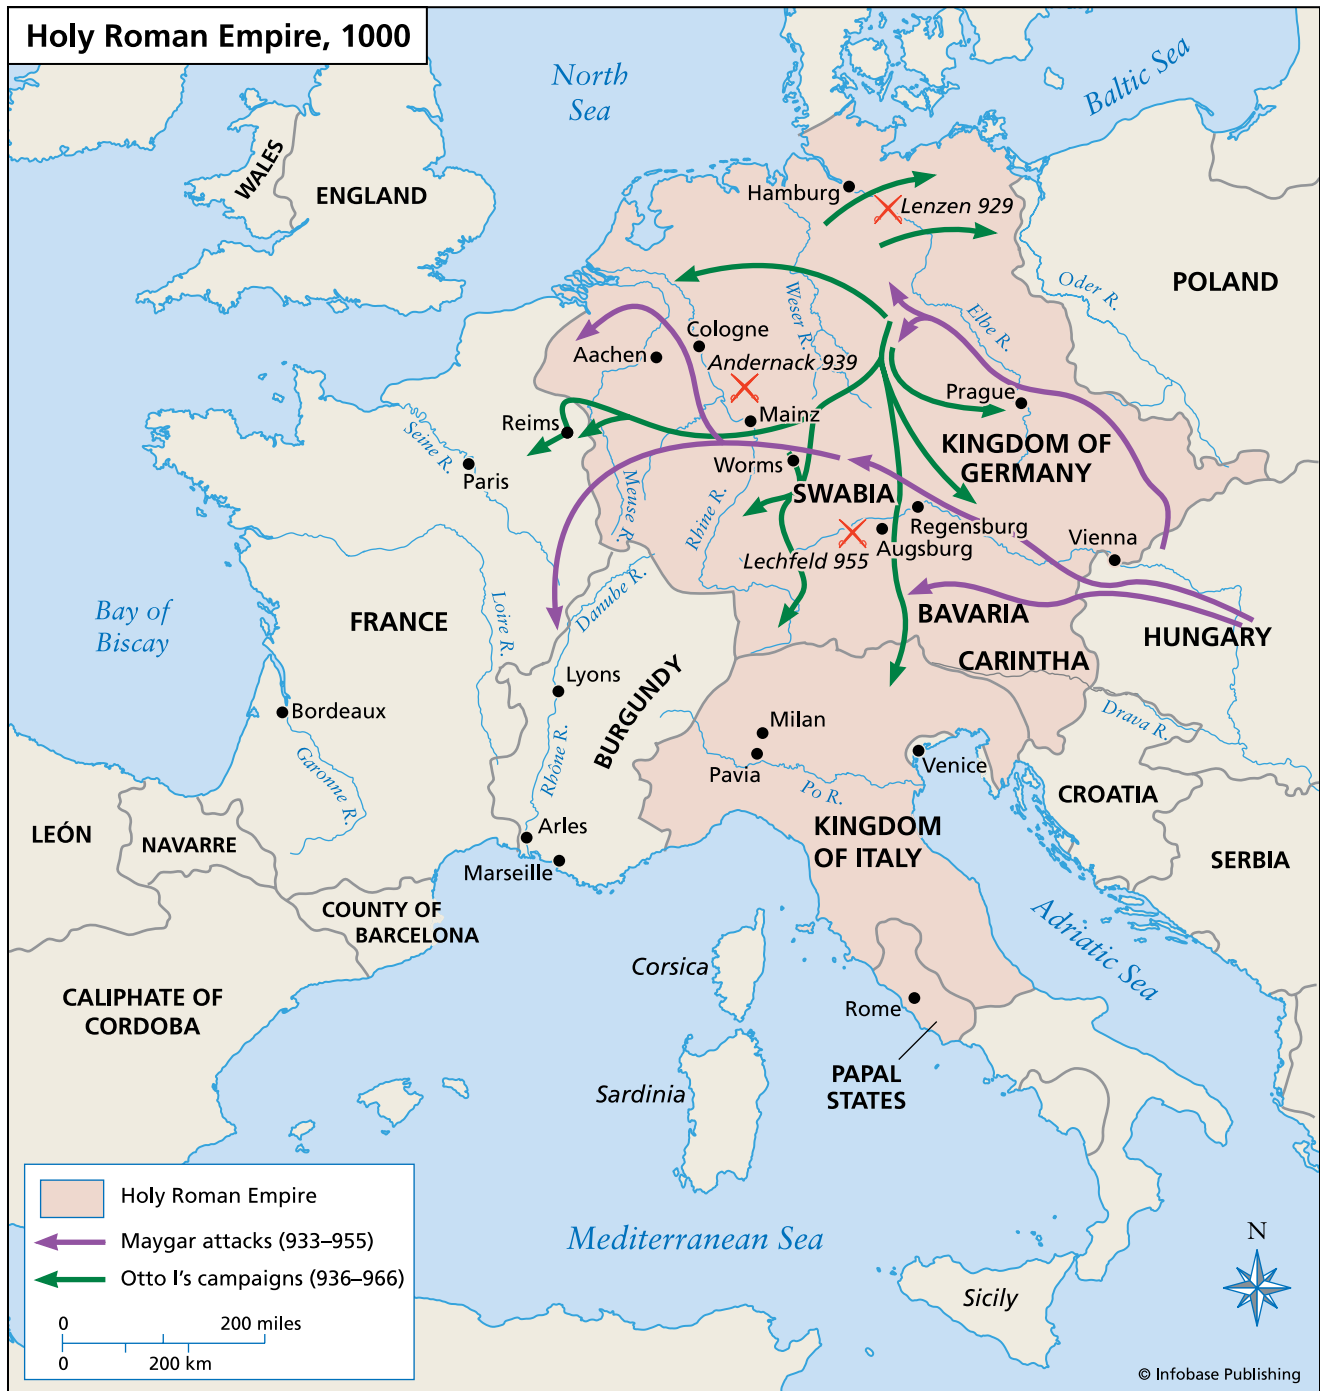 Holy Roman Empire, 1000
North
Sea
Baltic Sea
WALES
ENGLAND
Hamburg
Lenzen 929
POLAND
Oder R.
Weser R.
Elbe R.
Cologne
Aachen
Andernack 939
Prague
Reims
Mainz
Seine R.
KINGDOM OF
GERMANY
Paris
Worms
SWABIA
Meuse R.
Rhine R.
Regensburg
Augsburg
Vienna
Lechfeld 955
Bay of
Biscay
FRANCE
Loire R.
Danube R.
BAVARIA
HUNGARY
CARINTHA
Lyons
BURGUNDY
Bordeaux
Milan
Drava R.
Garonne R.
Rhône R.
Pavia
Venice
Po R.
CROATIA
LEÓN
NAVARRE
Arles
KINGDOM
OF ITALY
Marseille
SERBIA
COUNTY OF
BARCELONA
Adriatic Sea
Corsica
CALIPHATE OF
CORDOBA
Rome
PAPAL
STATES
Sardinia
Holy Roman Empire
Maygar attacks (933–955)
Otto I's campaigns (936–966)
0 200 miles
0 200 km
Mediterranean Sea
N
Sicily
© Infobase Publishing